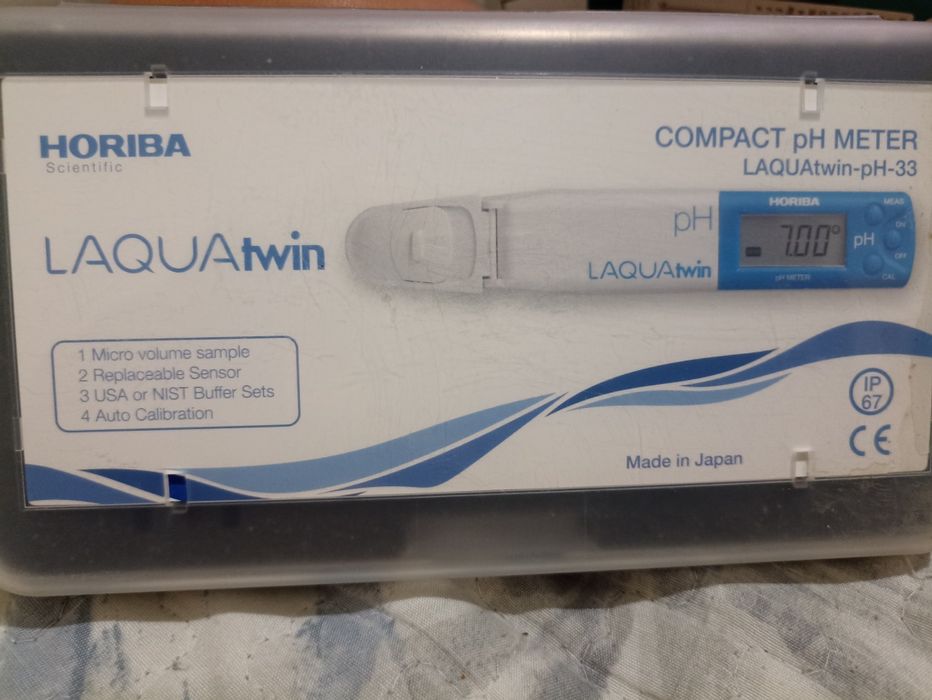 HORIBA
Scientific
COMPACT pH METER
LAQUAtwin-pH-33
LAQUAtwin
pH
LAQUAtwin
HORIBA
7.00
pH
pH METER
MEAS
ON
OFF
CAL
1 Micro volume sample
2 Replaceable Sensor
3 USA or NIST Buffer Sets
4 Auto Calibration
IP
67
CE
Made in Japan